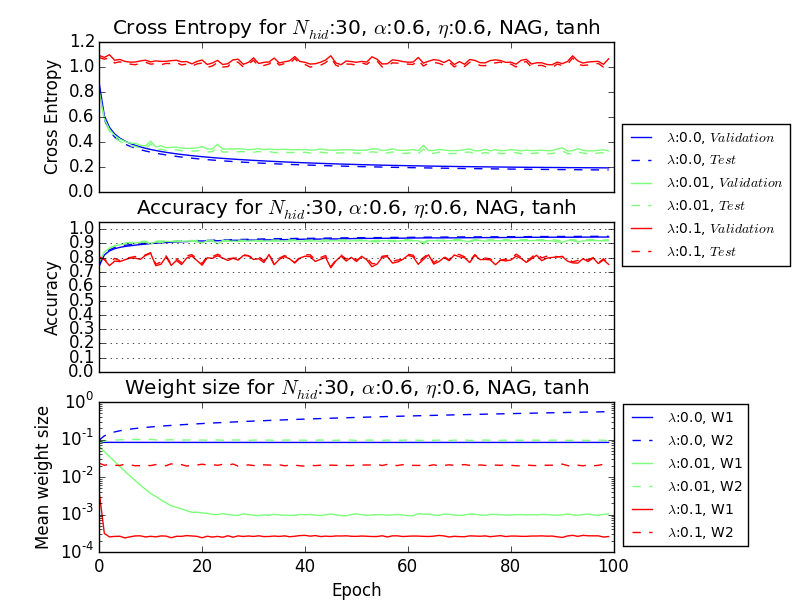 Cross Entropy for N_hid:30, α:0.6, η:0.6, NAG, tanh
Cross Entropy
1.2
1.0
0.8
0.6
0.4
0.2
0.0
λ:0.0, Validation
λ:0.0, Test
λ:0.01, Validation
λ:0.01, Test
λ:0.1, Validation
λ:0.1, Test
Accuracy for N_hid:30, α:0.6, η:0.6, NAG, tanh
Accuracy
1.0
0.9
0.8
0.7
0.6
0.5
0.4
0.3
0.2
0.1
0.0
Weight size for N_hid:30, α:0.6, η:0.6, NAG, tanh
Mean weight size
10^0
10^-1
10^-2
10^-3
10^-4
0 20 40 60 80 100
Epoch
λ:0.0, W1
λ:0.0, W2
λ:0.01, W1
λ:0.01, W2
λ:0.1, W1
λ:0.1, W2